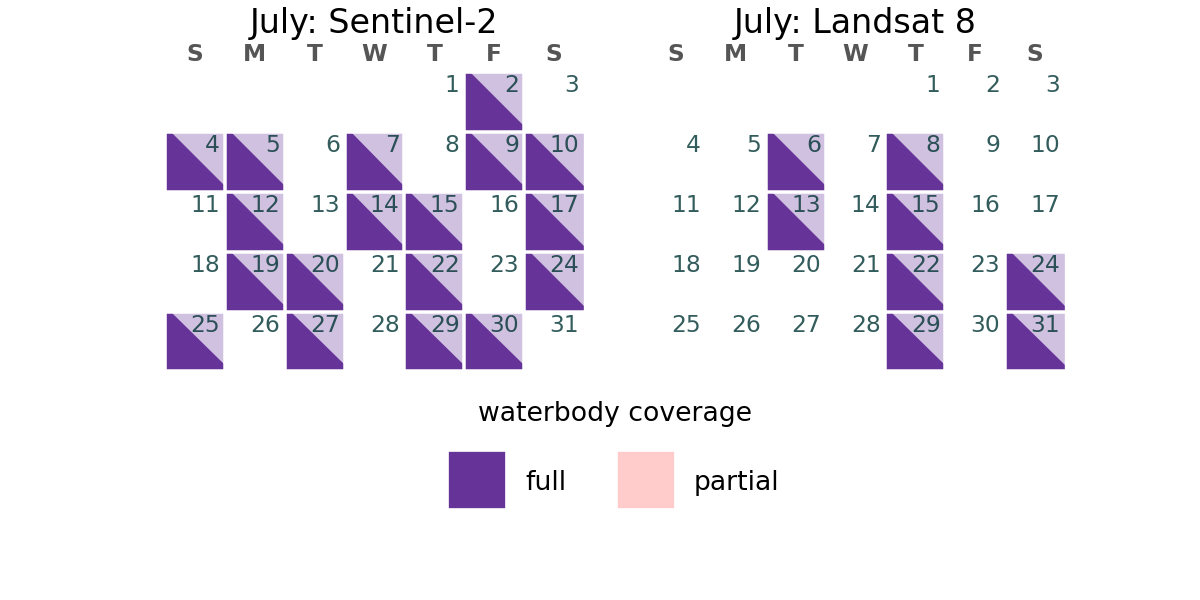 July: Sentinel-2
S M T W T F S
1 2 3
4 5 6 7 8 9 10
11 12 13 14 15 16 17
18 19 20 21 22 23 24
25 26 27 28 29 30 31
July: Landsat 8
S M T W T F S
1 2 3
4 5 6 7 8 9 10
11 12 13 14 15 16 17
18 19 20 21 22 23 24
25 26 27 28 29 30 31
waterbody coverage
full partial